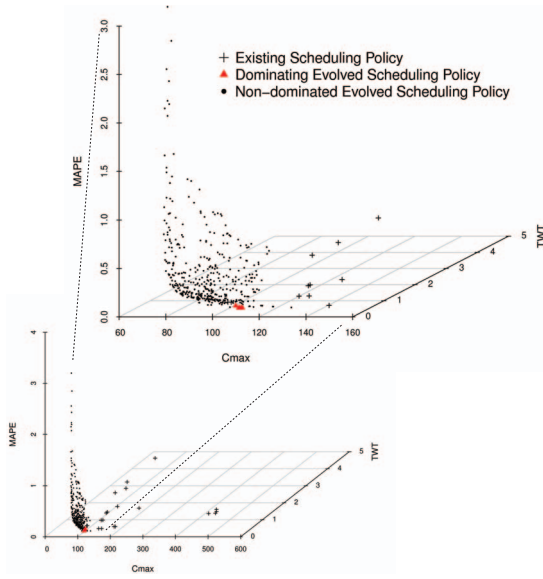 3.0
2.5
2.0
1.5
1.0
0.5
0.0
MAPE
+ Existing Scheduling Policy
▲ Dominating Evolved Scheduling Policy
• Non−dominated Evolved Scheduling Policy
5
4
3
2
1
0
TWT
60 80 100 120 140 160
Cmax
4
3
2
1
0
MAPE
5
4
3
2
1
0
TWT
0 100 200 300 400 500 600
Cmax